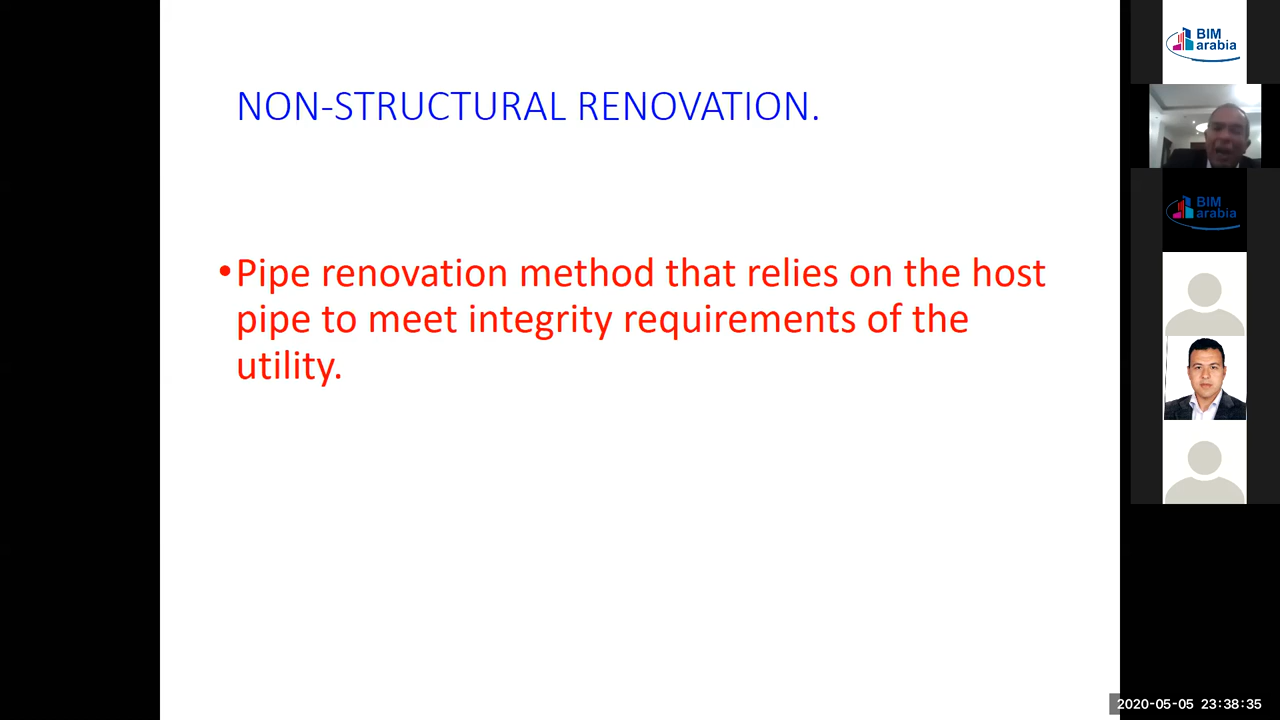 NON-STRUCTURAL RENOVATION.
•Pipe renovation method that relies on the host
pipe to meet integrity requirements of the
utility.
BIM
arabia
BIM
arabia
2020-05-05 23:38:35